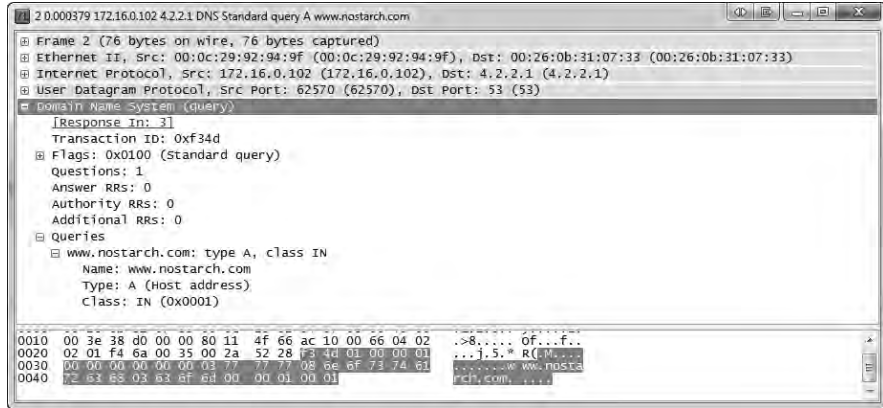 2 0.000379 172.16.0.102 4.2.2.1 DNS Standard query A www.nostarch.com
Frame 2 (76 bytes on wire, 76 bytes captured)
Ethernet II, Src: 00:0c:29:92:94:9f (00:0c:29:92:94:9f), Dst: 00:26:0b:31:07:33 (00:26:0b:31:07:33)
Internet Protocol, Src: 172.16.0.102 (172.16.0.102), Dst: 4.2.2.1 (4.2.2.1)
User Datagram Protocol, Src Port: 62570 (62570), Dst Port: 53 (53)
Domain Name System (query)
[Response In: 3]
Transaction ID: 0xf34d
Flags: 0x0100 (Standard query)
Questions: 1
Answer RRs: 0
Authority RRs: 0
Additional RRs: 0
Queries
www.nostarch.com: type A, class IN
Name: www.nostarch.com
Type: A (Host address)
Class: IN (0x0001)
0010 00 3e 38 d0 00 00 80 11 4f 66 ac 10 00 66 04 02 .>8..... Of...f..
0020 02 01 f4 6a 00 35 00 2a 52 28 f3 4d 01 00 00 01 ...j.5.* R(.M....
0030 00 00 00 00 00 00 03 77 77 77 08 6e 6f 73 74 61 .......w ww.nosta
0040 72 63 68 03 63 6f 6d 00 00 01 00 01 rch.com. ....